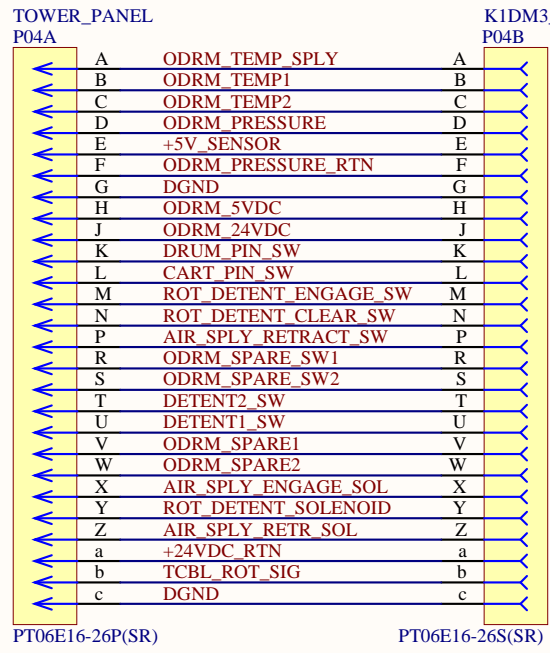 TOWER_PANEL K1DM3_
P04A P04B
A ODRM_TEMP_SPLY A
B ODRM_TEMP1 B
C ODRM_TEMP2 C
D ODRM_PRESSURE D
E +5V_SENSOR E
F ODRM_PRESSURE_RTN F
G DGND G
H ODRM_5VDC H
J ODRM_24VDC J
K DRUM_PIN_SW K
L CART_PIN_SW L
M ROT_DETENT_ENGAGE_SW M
N ROT_DETENT_CLEAR_SW N
P AIR_SPLY_RETRACT_SW P
R ODRM_SPARE_SW1 R
S ODRM_SPARE_SW2 S
T DETENT2_SW T
U DETENT1_SW U
V ODRM_SPARE1 V
W ODRM_SPARE2 W
X AIR_SPLY_ENGAGE_SOL X
Y ROT_DETENT_SOLENOID Y
Z AIR_SPLY_RETR_SOL Z
a +24VDC_RTN a
b TCBL_ROT_SIG b
c DGND c
PT06E16-26P(SR) PT06E16-26S(SR)